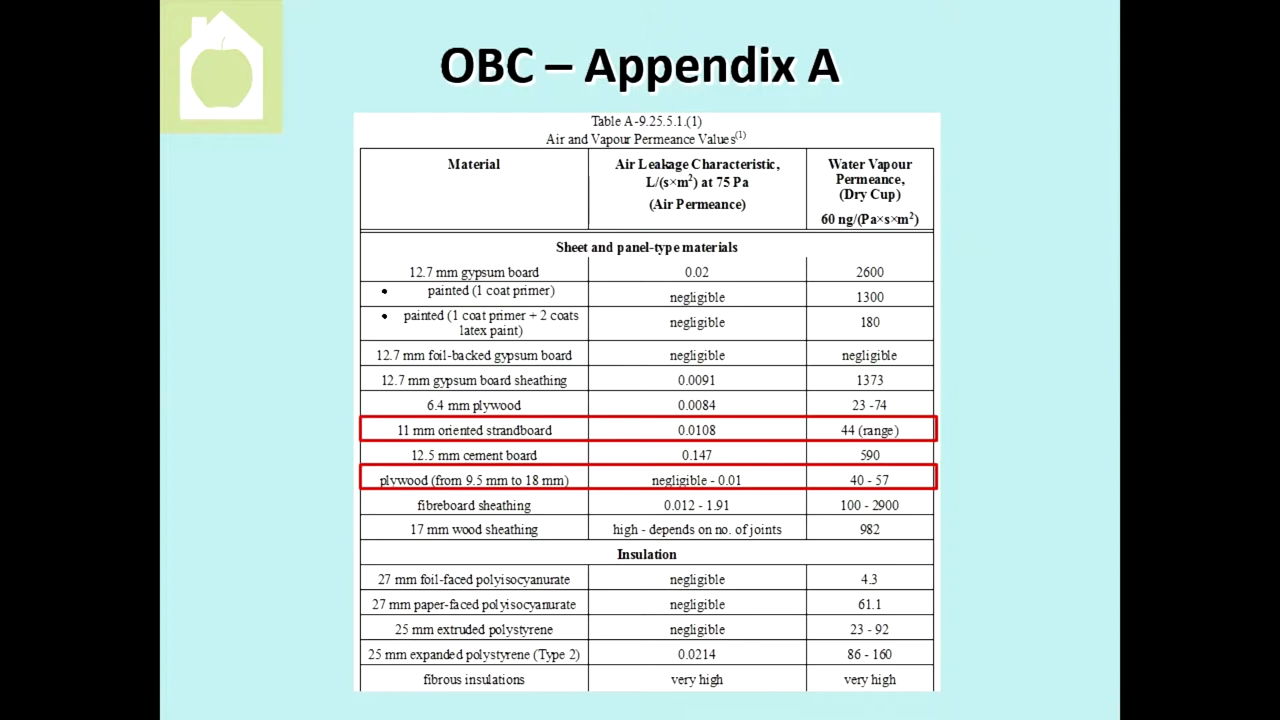 OBC – Appendix A
Table A-9.25.5.1.(1)
Air and Vapour Permeance Values(1)
Material
Air Leakage Characteristic,
L/(s×m2) at 75 Pa
(Air Permeance)
Water Vapour
Permeance,
(Dry Cup)
60 ng/(Pa×s×m2)
Sheet and panel-type materials
12.7 mm gypsum board 0.02 2600
• painted (1 coat primer) negligible 1300
• painted (1 coat primer + 2 coats
latex paint) negligible 180
12.7 mm foil-backed gypsum board negligible negligible
12.7 mm gypsum board sheathing 0.0091 1373
6.4 mm plywood 0.0084 23 -74
11 mm oriented strandboard 0.0108 44 (range)
12.5 mm cement board 0.147 590
plywood (from 9.5 mm to 18 mm) negligible - 0.01 40 - 57
fibreboard sheathing 0.012 - 1.91 100 - 2900
17 mm wood sheathing high - depends on no. of joints 982
Insulation
27 mm foil-faced polyisocyanurate negligible 4.3
27 mm paper-faced polyisocyanurate negligible 61.1
25 mm extruded polystyrene negligible 23 - 92
25 mm expanded polystyrene (Type 2) 0.0214 86 - 160
fibrous insulations very high very high